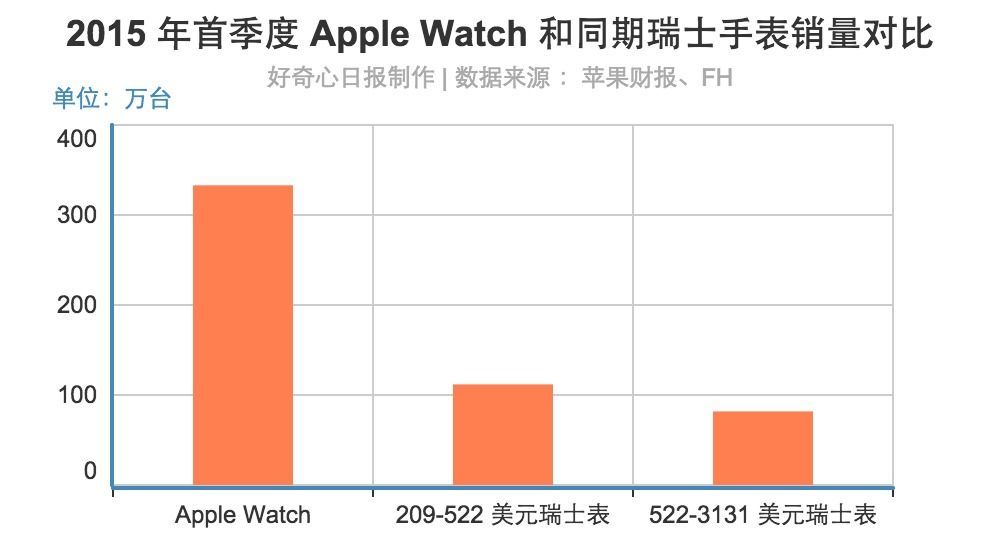 2015 年首季度 Apple Watch 和同期瑞士手表销量对比
好奇心日报制作 | 数据来源： 苹果财报、FH
单位：万台
400
300
200
100
0
Apple Watch
209-522 美元瑞士表
522-3131 美元瑞士表